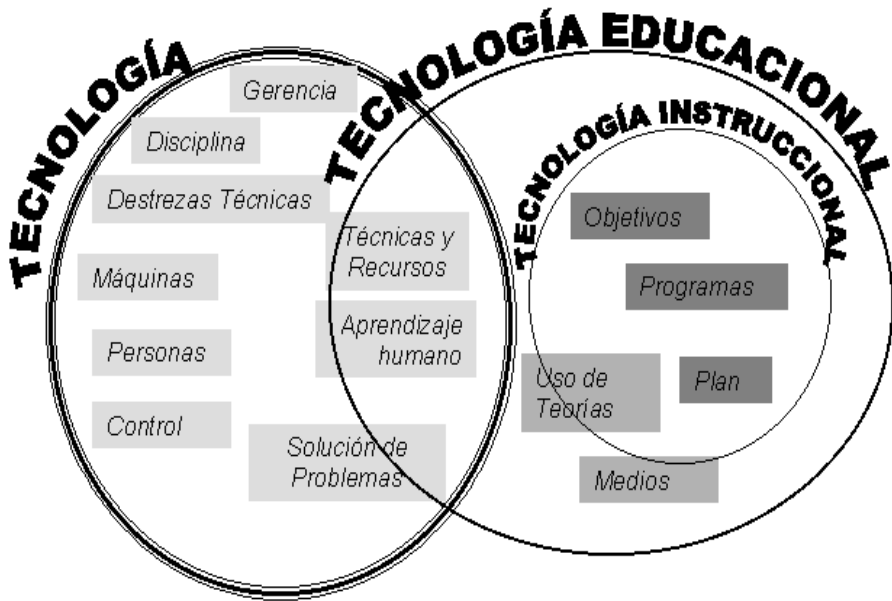 TECNOLOGÍA
TECNOLOGÍA EDUCACIONAL
TECNOLOGÍA INSTRUCCIONAL
Gerencia
Disciplina
Destrezas Técnicas
Máquinas
Personas
Control
Técnicas y
Recursos
Aprendizaje
humano
Solución de
Problemas
Objetivos
Programas
Uso de
Teorías
Plan
Medios